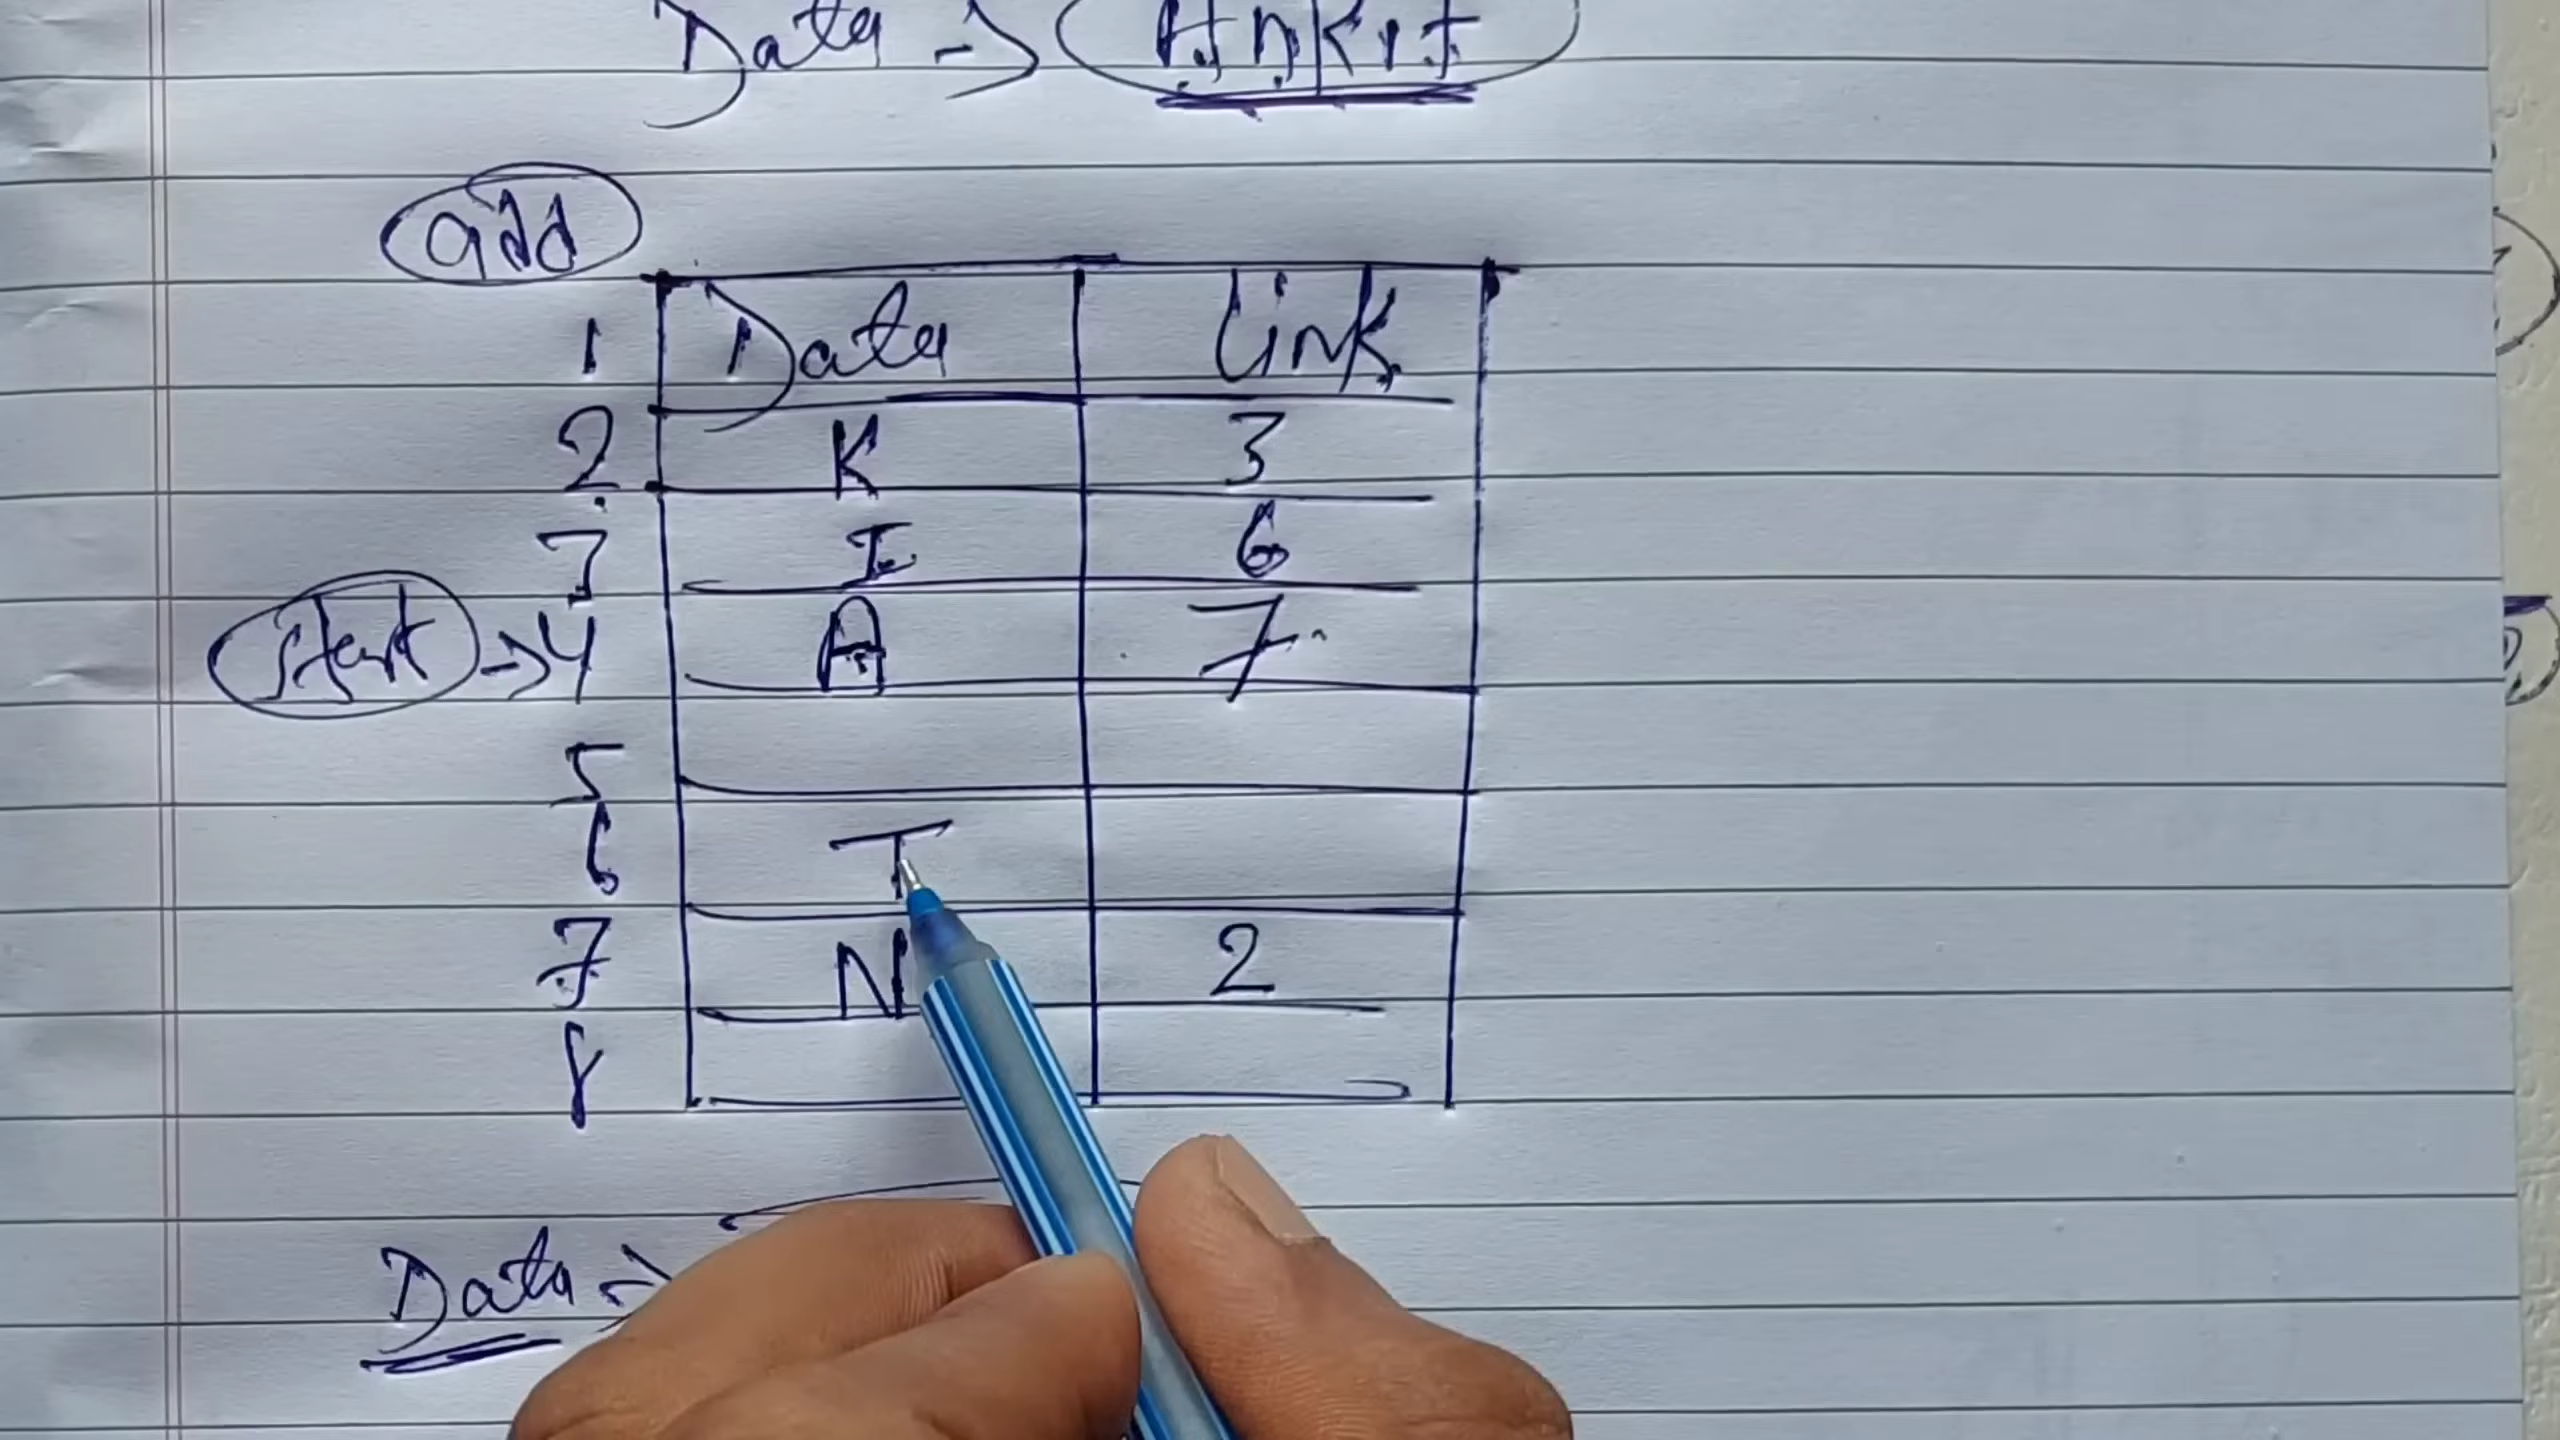 Data → Ankit
add
1 Data Link
2 K 3
3 I 6
Start → 4 A 7
5
6 T
7 N 2
8
Data →